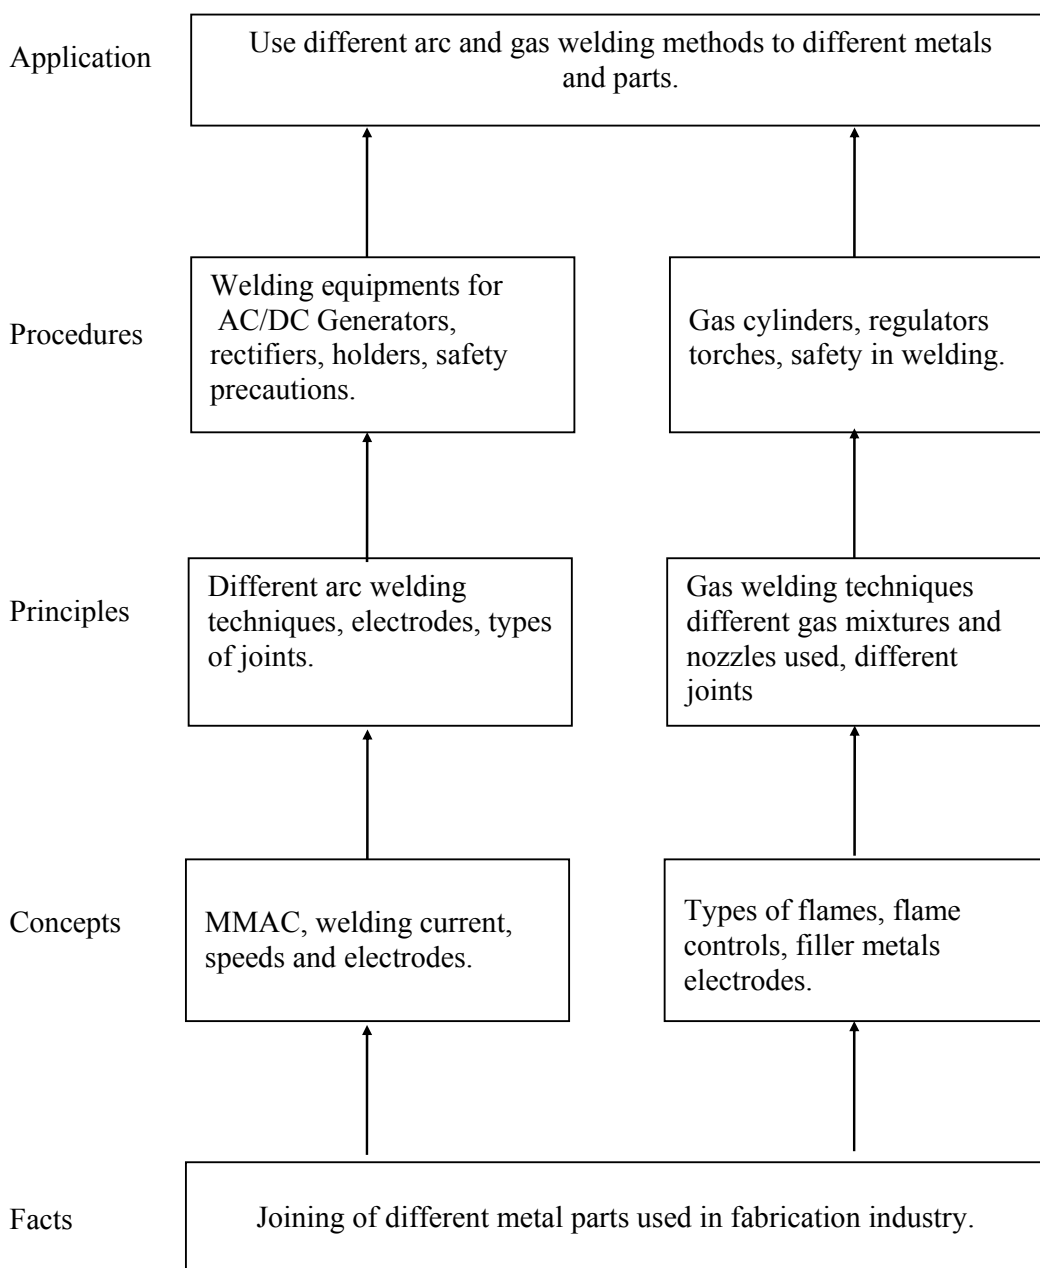 Application
Use different arc and gas welding methods to different metals
and parts.
Procedures
Welding equipments for
AC/DC Generators,
rectifiers, holders, safety
precautions.
Gas cylinders, regulators
torches, safety in welding.
Principles
Different arc welding
techniques, electrodes, types
of joints.
Gas welding techniques
different gas mixtures and
nozzles used, different
joints
Concepts
MMAC, welding current,
speeds and electrodes.
Types of flames, flame
controls, filler metals
electrodes.
Facts
Joining of different metal parts used in fabrication industry.